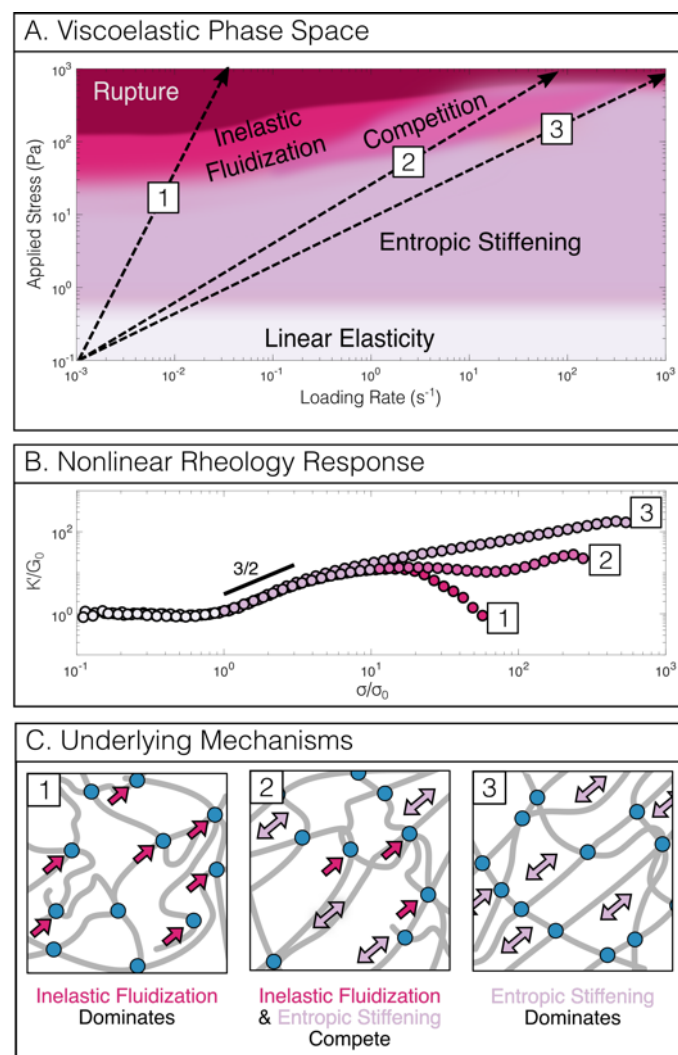 A. Viscoelastic Phase Space
10³
10²
10¹
10⁰
10⁻¹
Applied Stress (Pa)
Rupture
Inelastic
Fluidization
Competition
1
2
3
Entropic Stiffening
Linear Elasticity
10⁻³
10⁻²
10⁻¹
10⁰
10¹
10²
10³
Loading Rate (s⁻¹)
B. Nonlinear Rheology Response
10²
10⁰
K'/G₀
3/2
3
2
1
10⁻¹
10⁰
10¹
10²
10³
σ/σ₀
C. Underlying Mechanisms
1
2
3
Inelastic Fluidization
Dominates
Inelastic Fluidization
& Entropic Stiffening
Compete
Entropic Stiffening
Dominates